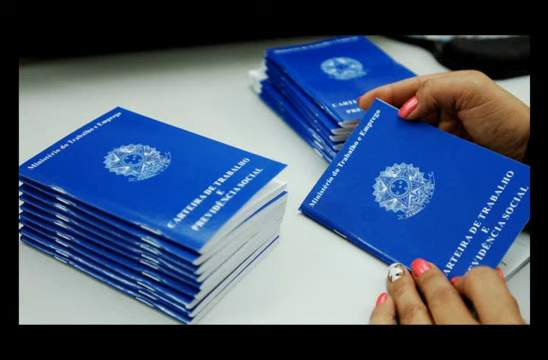 Ministério do Trabalho e Emprego
CARTEIRA DE TRABALHO
E
PREVIDÊNCIA SOCIAL
Ministério do Trabalho e Emprego
CARTEIRA DE TRABALHO
E
PREVIDÊNCIA SOCIAL